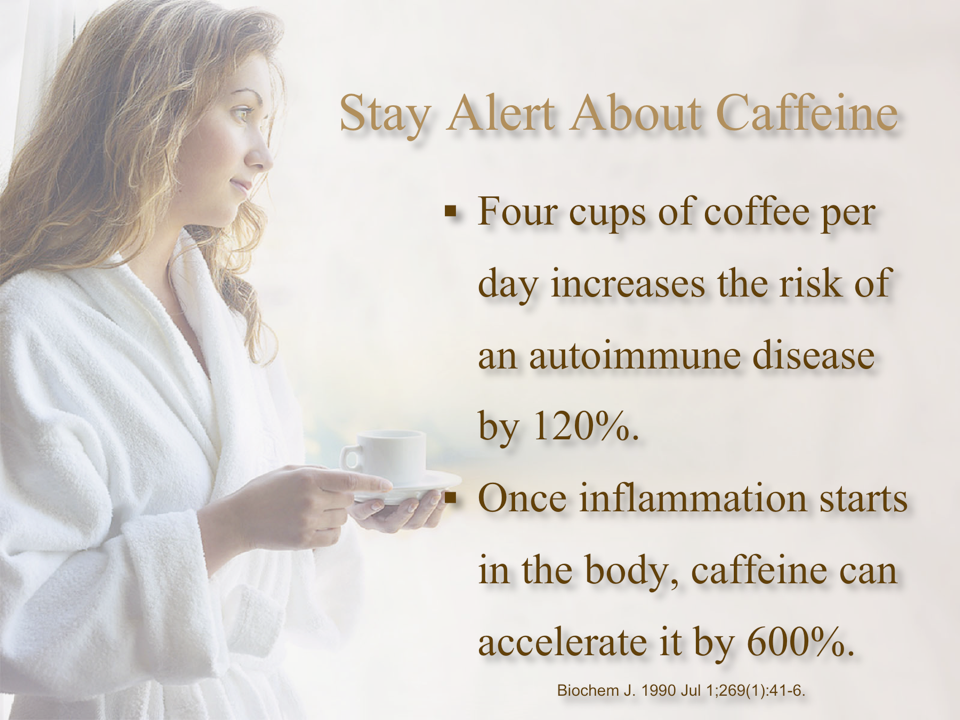 Stay Alert About Caffeine
▪ Four cups of coffee per
day increases the risk of
an autoimmune disease
by 120%.
▪ Once inflammation starts
in the body, caffeine can
accelerate it by 600%.
Biochem J. 1990 Jul 1;269(1):41-6.